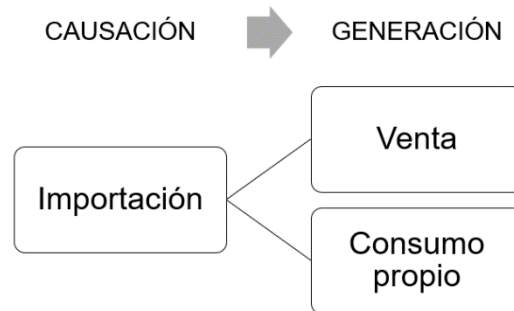 CAUSACIÓN
GENERACIÓN
Importación
Venta
Consumo
propio